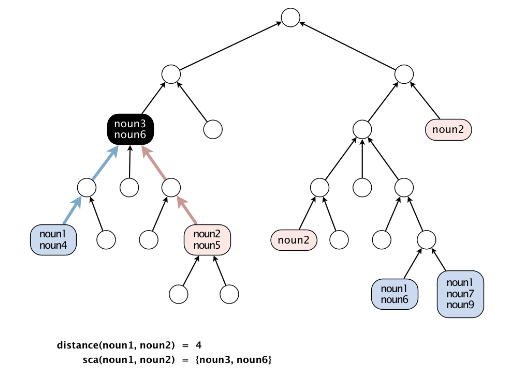 noun3
noun6
noun2
noun1
noun4
noun2
noun5
noun2
noun1
noun6
noun1
noun7
noun9
distance(noun1, noun2) = 4
sca(noun1, noun2) = {noun3, noun6}